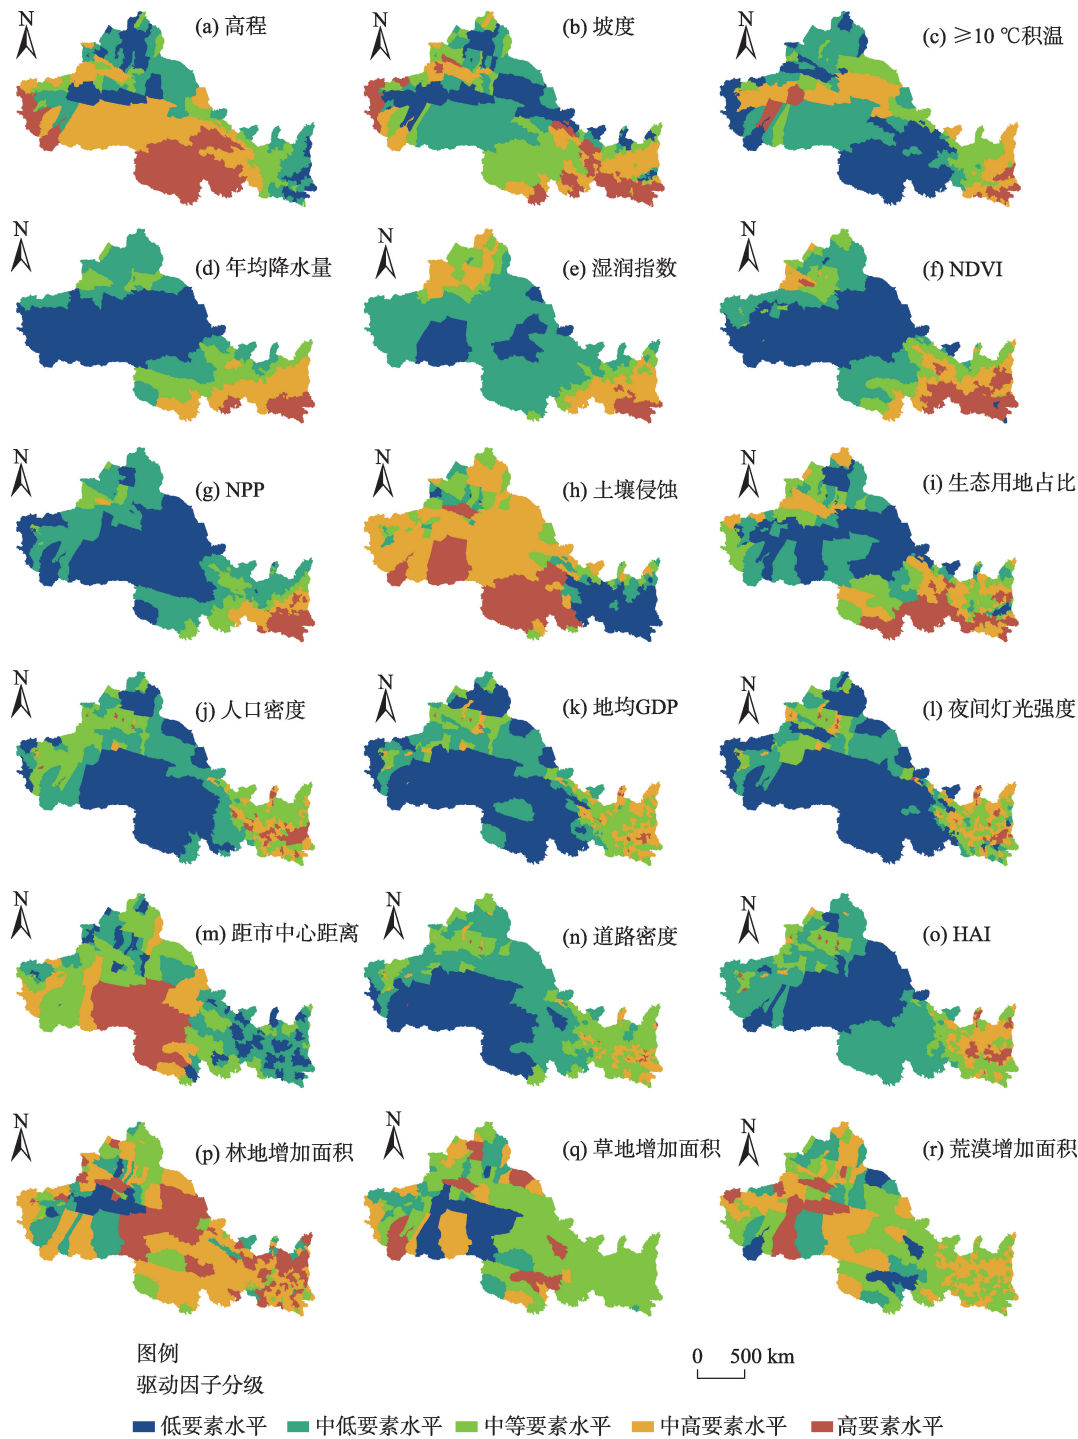 N
(a) 高程
N
(b) 坡度
N
(c) ≥10 ℃积温
N
(d) 年均降水量
N
(e) 湿润指数
N
(f) NDVI
N
(g) NPP
N
(h) 土壤侵蚀
N
(i) 生态用地占比
N
(j) 人口密度
N
(k) 地均GDP
N
(l) 夜间灯光强度
N
(m) 距市中心距离
N
(n) 道路密度
N
(o) HAI
N
(p) 林地增加面积
N
(q) 草地增加面积
N
(r) 荒漠增加面积
图例
驱动因子分级
0 500 km
低要素水平 中低要素水平 中等要素水平 中高要素水平 高要素水平